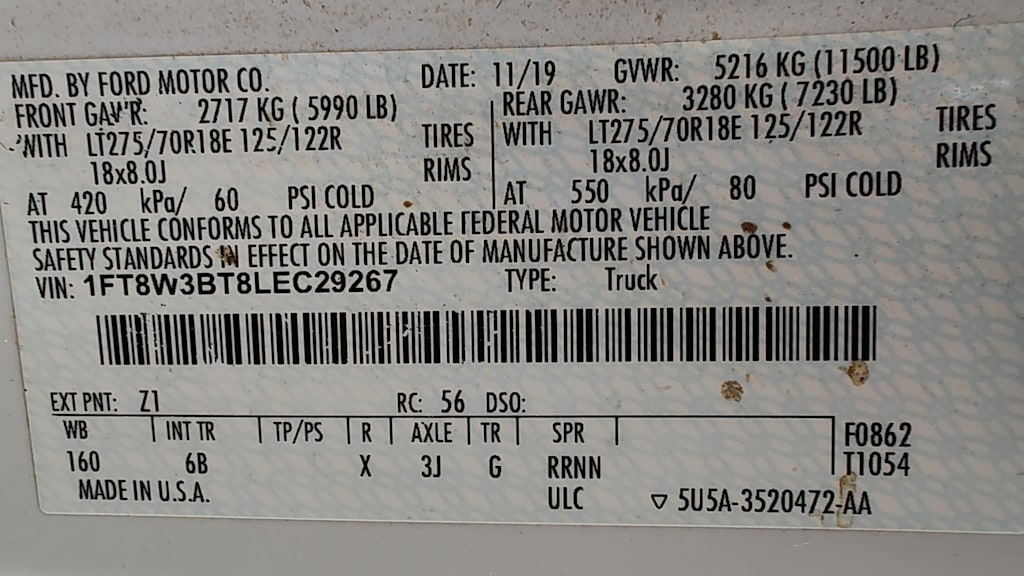 MFD. BY FORD MOTOR CO. DATE: 11/19 GVWR: 5216 KG (11500 LB)
FRONT GAWR: 2717 KG ( 5990 LB) REAR GAWR: 3280 KG ( 7230 LB)
WITH LT275/70R18E 125/122R TIRES WITH LT275/70R18E 125/122R TIRES
18x8.0J RIMS 18x8.0J RIMS
AT 420 kPa/ 60 PSI COLD AT 550 kPa/ 80 PSI COLD
THIS VEHICLE CONFORMS TO ALL APPLICABLE FEDERAL MOTOR VEHICLE
SAFETY STANDARDS IN EFFECT ON THE DATE OF MANUFACTURE SHOWN ABOVE.
VIN: 1FT8W3BT8LEC29267 TYPE: Truck
EXT PNT: Z1 RC: 56 DSO:
WB INT TR TP/PS R AXLE TR SPR F0862
160 6B X 3J G RRNN T1054
MADE IN U.S.A. ULC ▽ 5U5A-3520472-AA